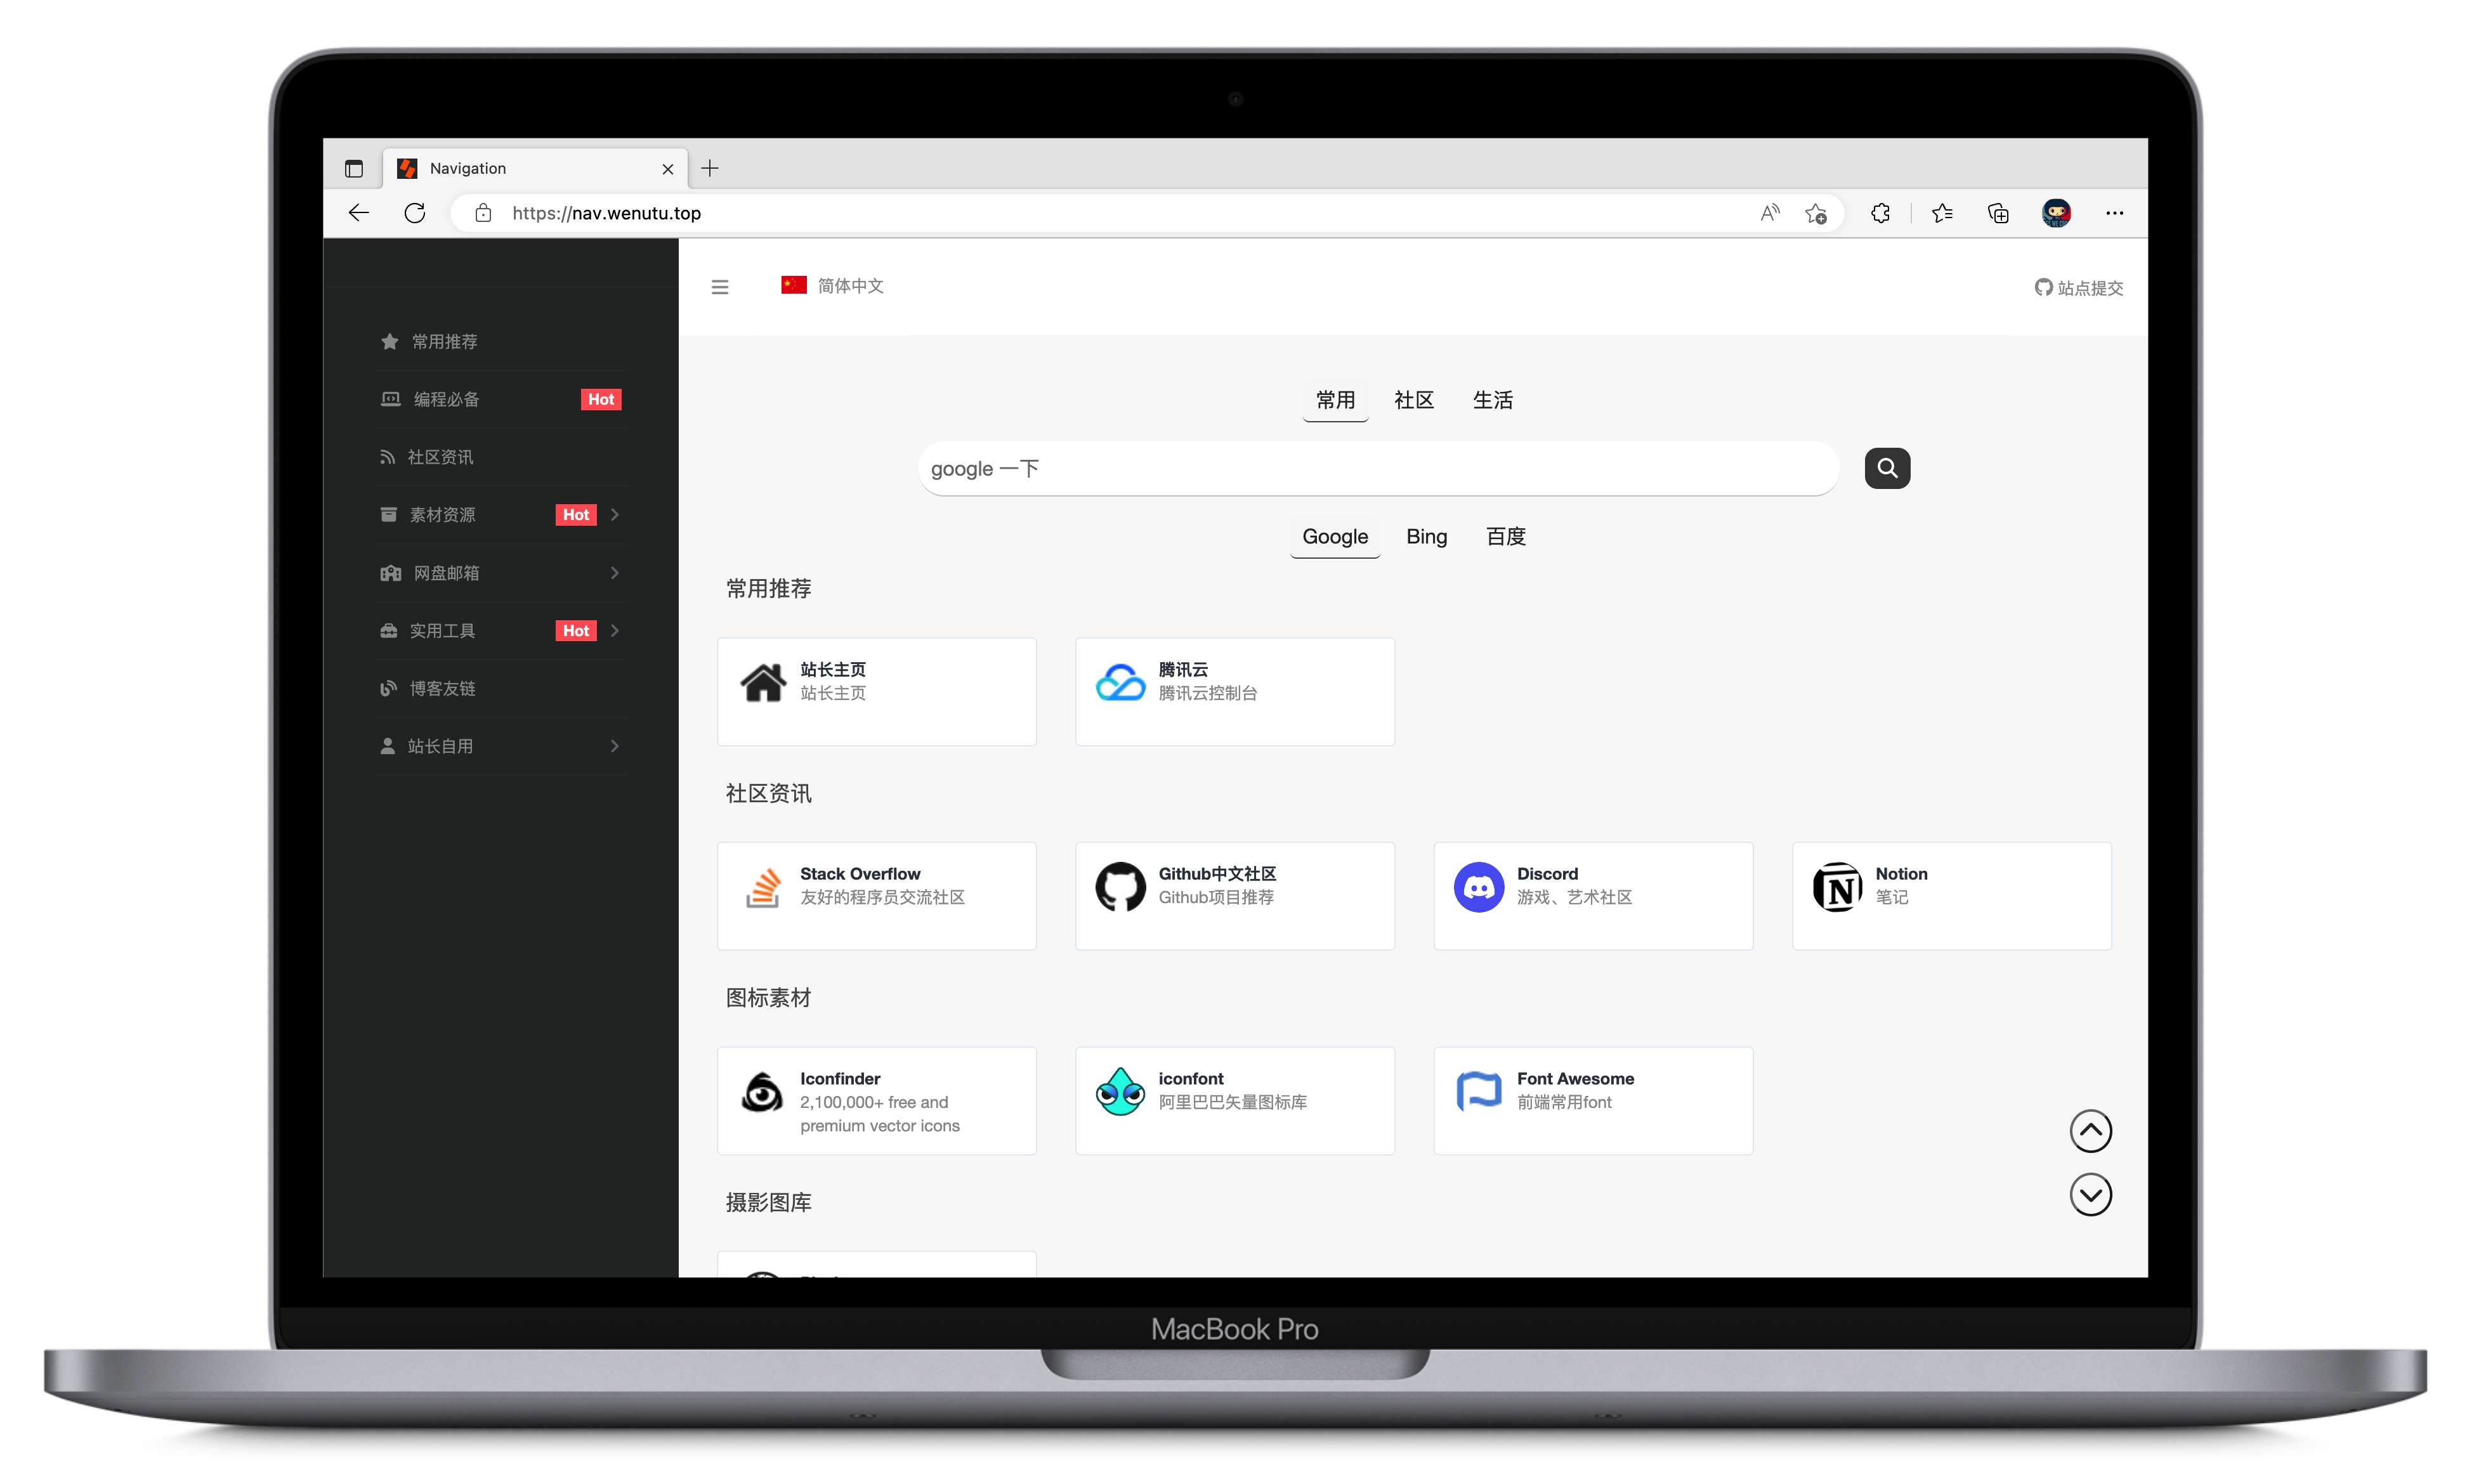 Navigation
https://nav.wenutu.top
简体中文
站点提交
常用推荐
编程必备 Hot
社区资讯
素材资源 Hot
网盘邮箱
实用工具 Hot
博客友链
站长自用
常用 社区 生活
google 一下
Google Bing 百度
常用推荐
站长主页
站长主页
腾讯云
腾讯云控制台
社区资讯
Stack Overflow
友好的程序员交流社区
Github中文社区
Github项目推荐
Discord
游戏、艺术社区
Notion
笔记
图标素材
Iconfinder
2,100,000+ free and
premium vector icons
iconfont
阿里巴巴矢量图标库
Font Awesome
前端常用font
摄影图库
MacBook Pro